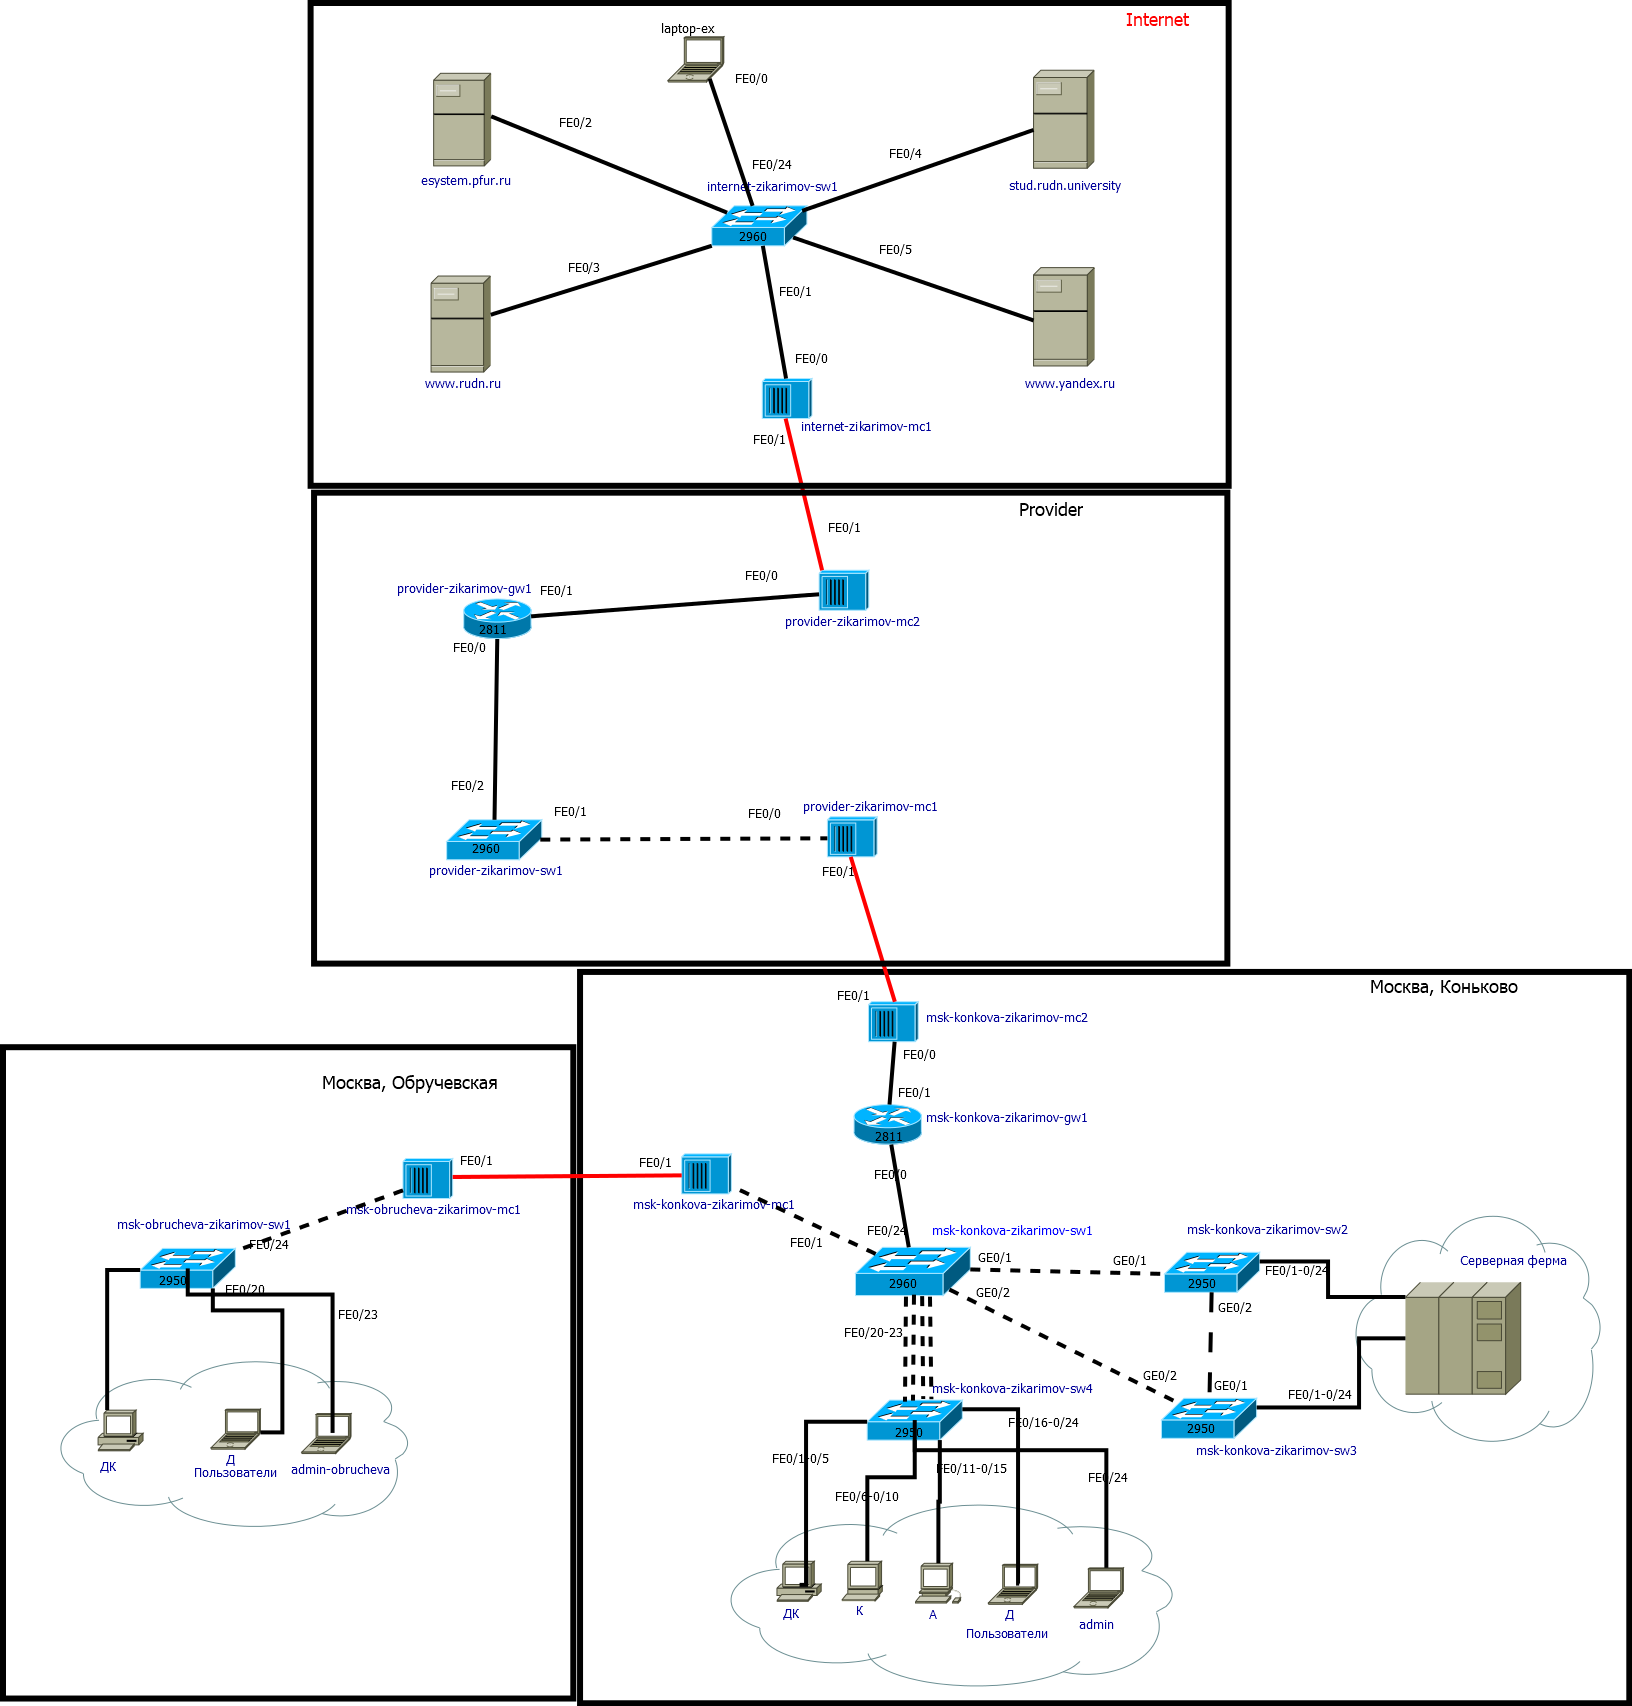 Internet
laptop-ex
FE0/0
FE0/2
FE0/24
FE0/4
esystem.pfur.ru
internet-zikarimov-sw1
stud.rudn.university
2960
FE0/3
FE0/5
FE0/1
FE0/0
www.rudn.ru
www.yandex.ru
internet-zikarimov-mc1
FE0/1
Provider
FE0/1
FE0/0
provider-zikarimov-gw1
FE0/1
2811
provider-zikarimov-mc2
FE0/0
FE0/2
FE0/1
FE0/0
provider-zikarimov-mc1
2960
provider-zikarimov-sw1
FE0/1
Москва, Коньково
FE0/1
msk-konkova-zikarimov-mc2
FE0/0
FE0/1
msk-konkova-zikarimov-gw1
2811
FE0/0
Москва, Обручевская
FE0/1
FE0/1
msk-obrucheva-zikarimov-mc1
msk-konkova-zikarimov-mc1
msk-obrucheva-zikarimov-sw1
FE0/24
2950
FE0/20
FE0/23
FE0/1
FE0/24
msk-konkova-zikarimov-sw1
GE0/1
2960
GE0/2
GE0/1
msk-konkova-zikarimov-sw2
2950
FE0/1-0/24
GE0/2
Серверная ферма
FE0/20-23
GE0/2
GE0/1
FE0/1-0/24
2950
msk-konkova-zikarimov-sw3
msk-konkova-zikarimov-sw4
2950
FE0/16-0/24
FE0/1-0/5
FE0/11-0/15
FE0/24
FE0/6-0/10
ДК
Д
Пользователи
admin-obrucheva
ДК
К
А
Д
Пользователи
admin